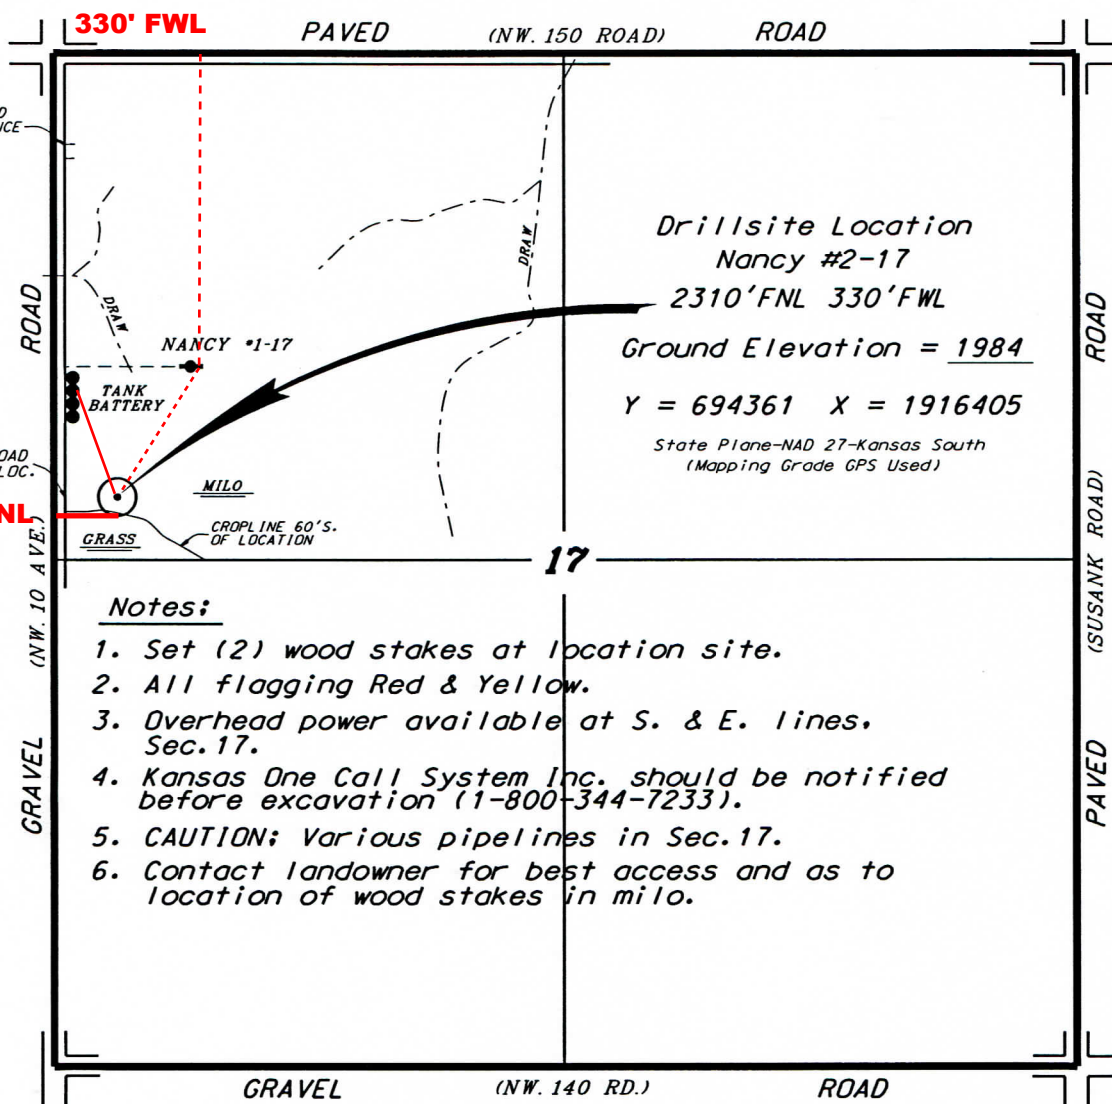 330' FWL
PAVED (NW. 150 ROAD) ROAD
Drillsite Location
Nancy #2-17
2310'FNL 330'FWL
Ground Elevation = 1984
Y = 694361 X = 1916405
State Plane-NAD 27-Kansas South
(Mapping Grade GPS Used)
DRAW
DRAW
NANCY #1-17
TANK
BATTERY
LOC.
MILO
NL
GRASS
CROPLINE 60'S.
OF LOCATION
17
Notes:
1. Set (2) wood stakes at location site.
2. All flagging Red & Yellow.
3. Overhead power available at S. & E. lines,
Sec.17.
4. Kansas One Call System Inc. should be notified
before excavation (1-800-344-7233).
5. CAUTION: Various pipelines in Sec.17.
6. Contact landowner for best access and as to
location of wood stakes in milo.
GRAVEL (NW. 10 AVE.) ROAD
PAVED (SUSANK ROAD) ROAD
GRAVEL (NW. 140 RD.) ROAD